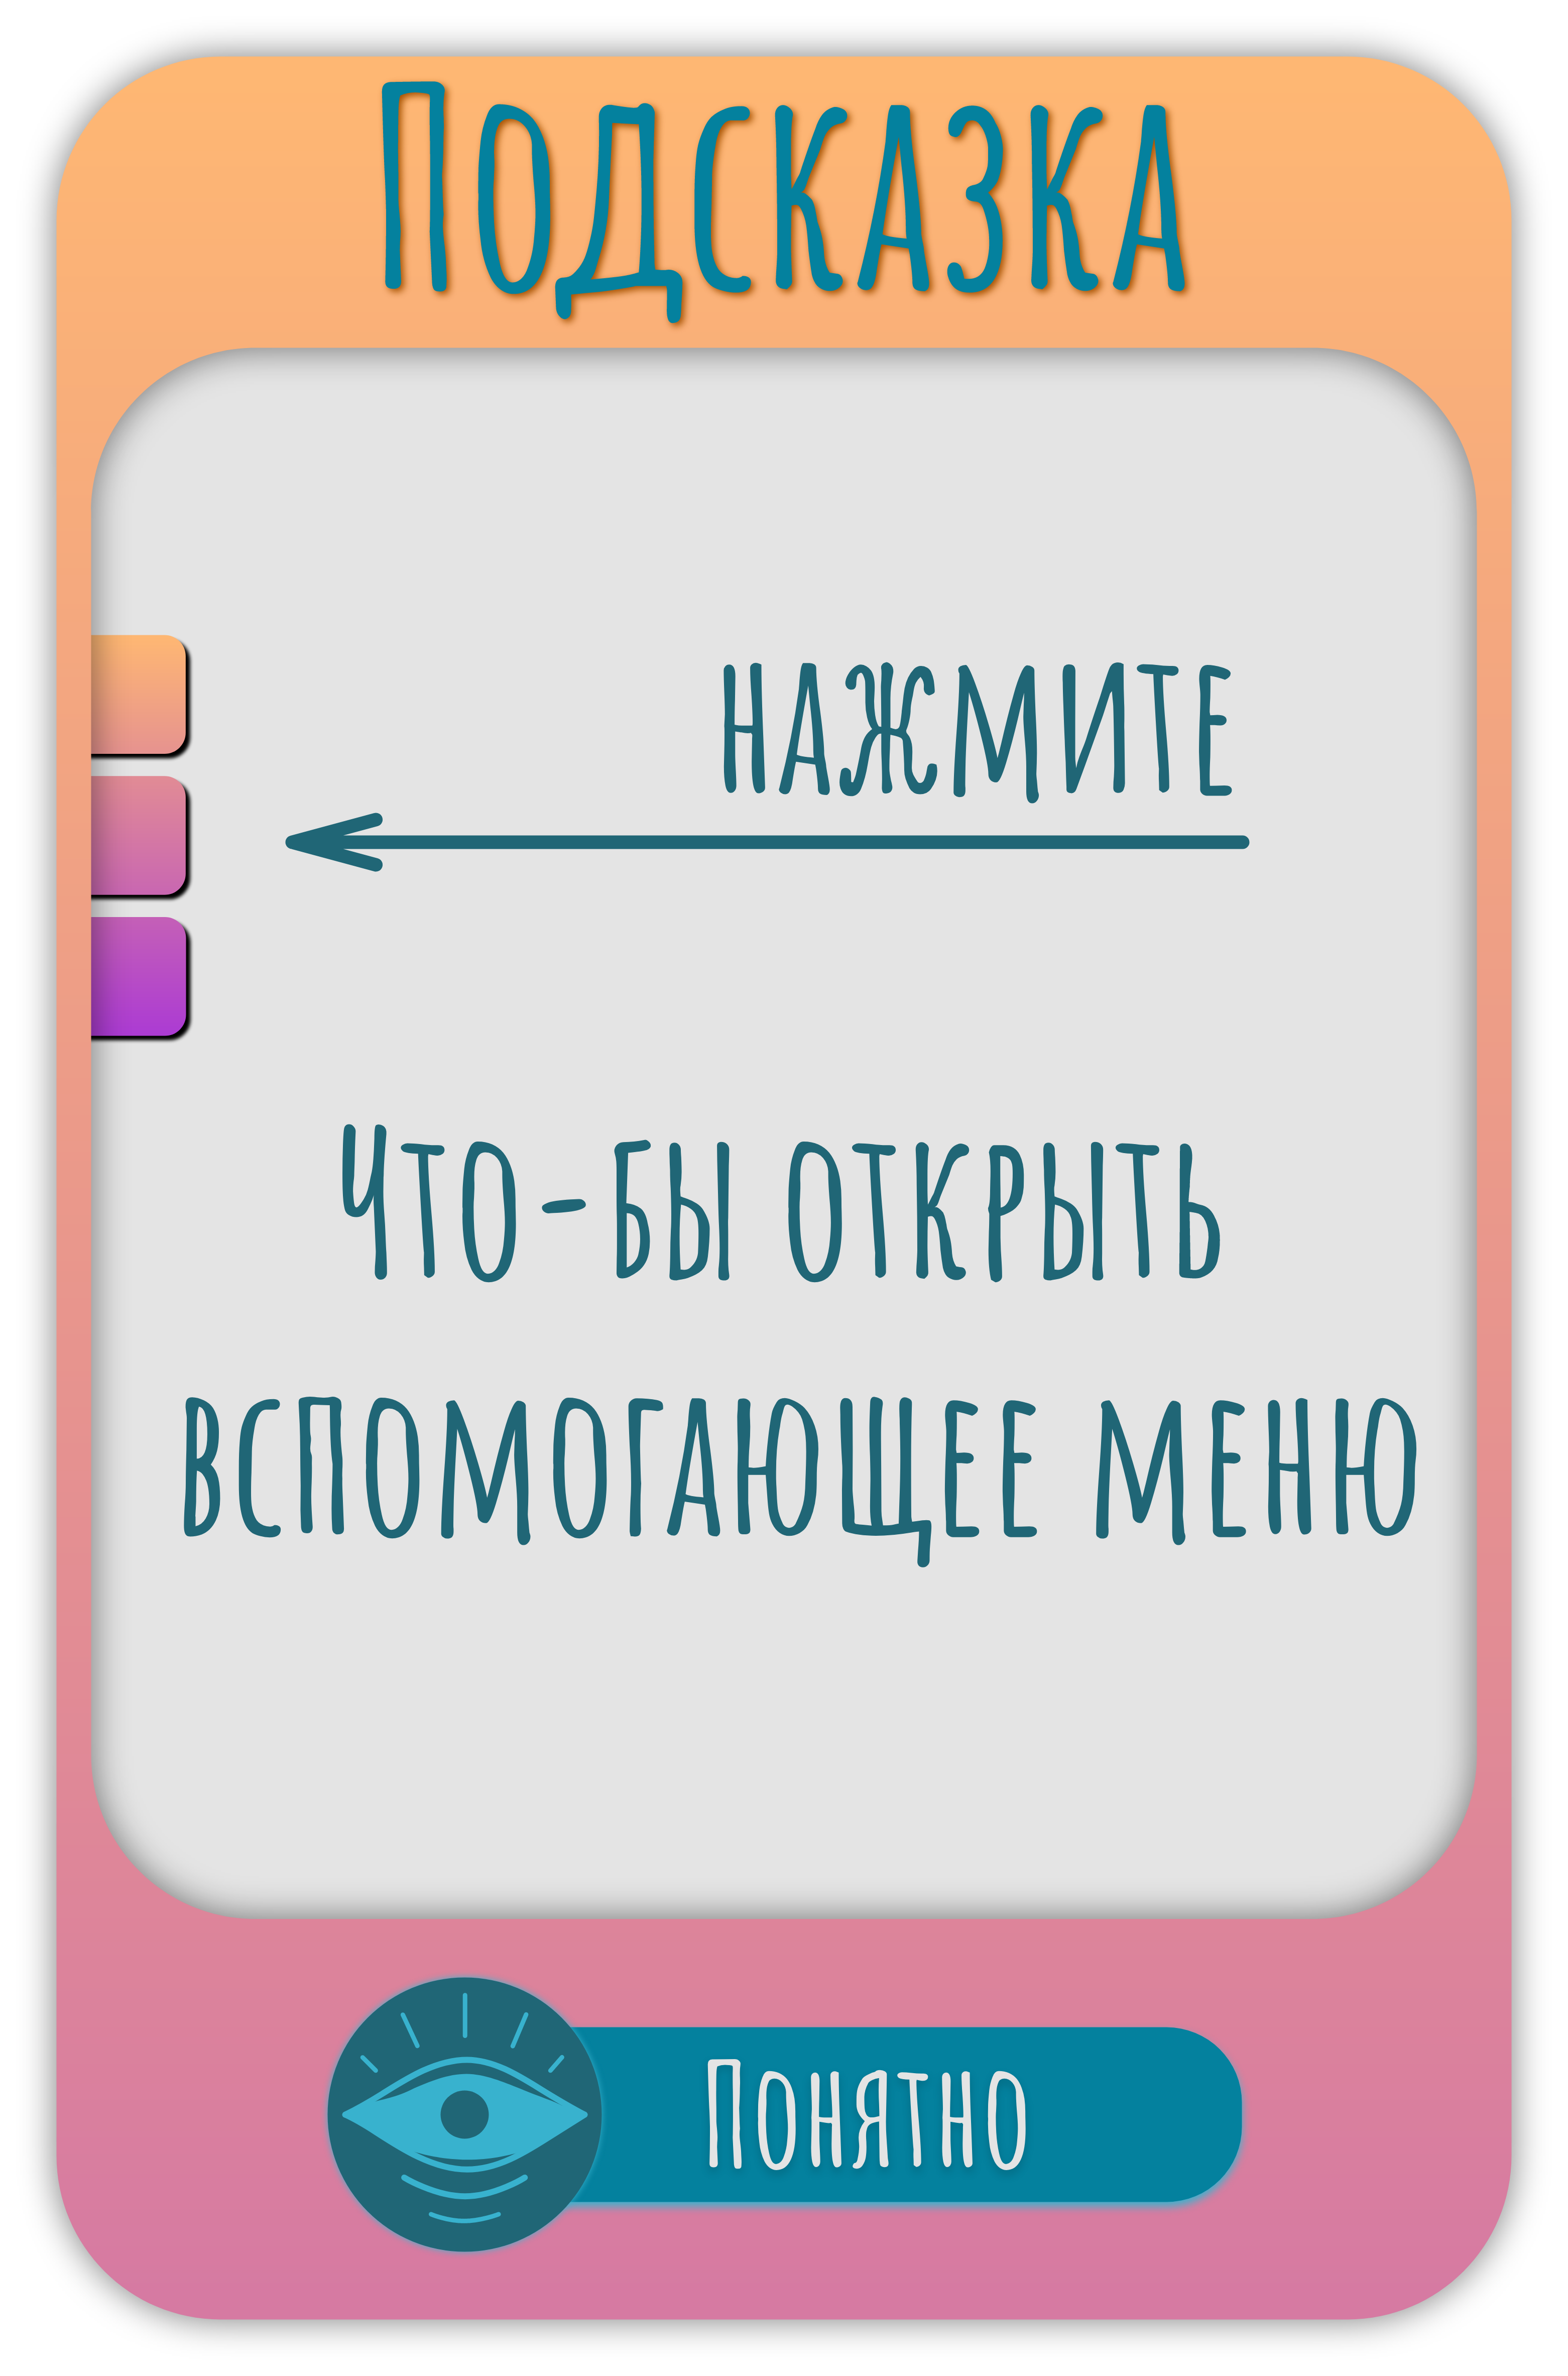 Подсказка
нажмите
Что-бы открыть
вспомогающее меню
Понятно